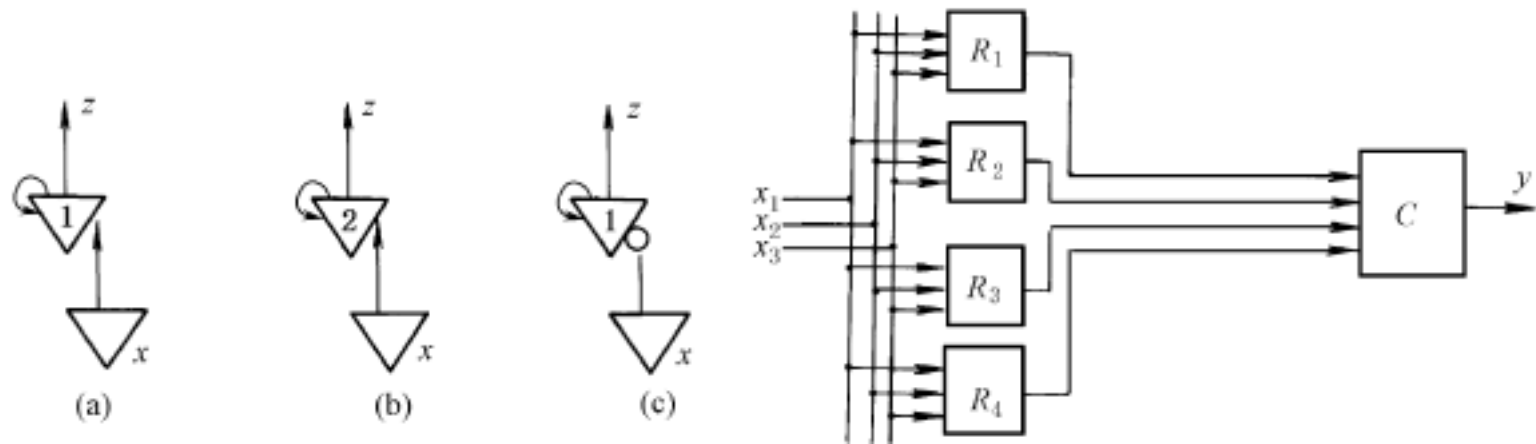 z
1
x
(a)
z
2
x
(b)
z
1
x
(c)
x₁
x₂
x₃
R₁
R₂
R₃
R₄
C
y